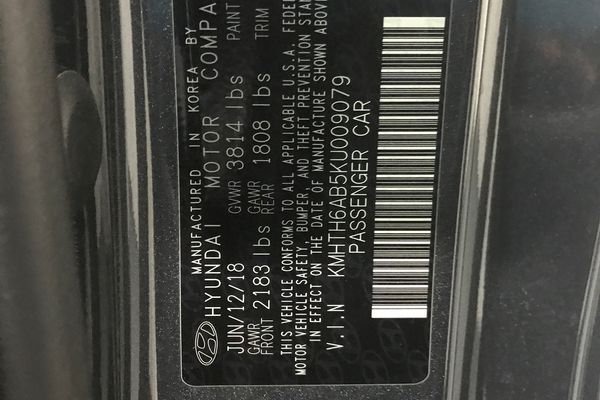 MANUFACTURED IN KOREA BY
HYUNDAI MOTOR COMPA
JUN/12/18 GVWR 3814 lbs PAINT
GAWR FRONT 2183 lbs GAWR REAR 1808 lbs TRIM
THIS VEHICLE CONFORMS TO ALL APPLICABLE U.S.A. FEDE
MOTOR VEHICLE SAFETY, BUMPER, AND THEFT PREVENTION STAN
IN EFFECT ON THE DATE OF MANUFACTURE SHOWN ABOVE
V.I.N KMHTH6AB5KU009079
PASSENGER CAR